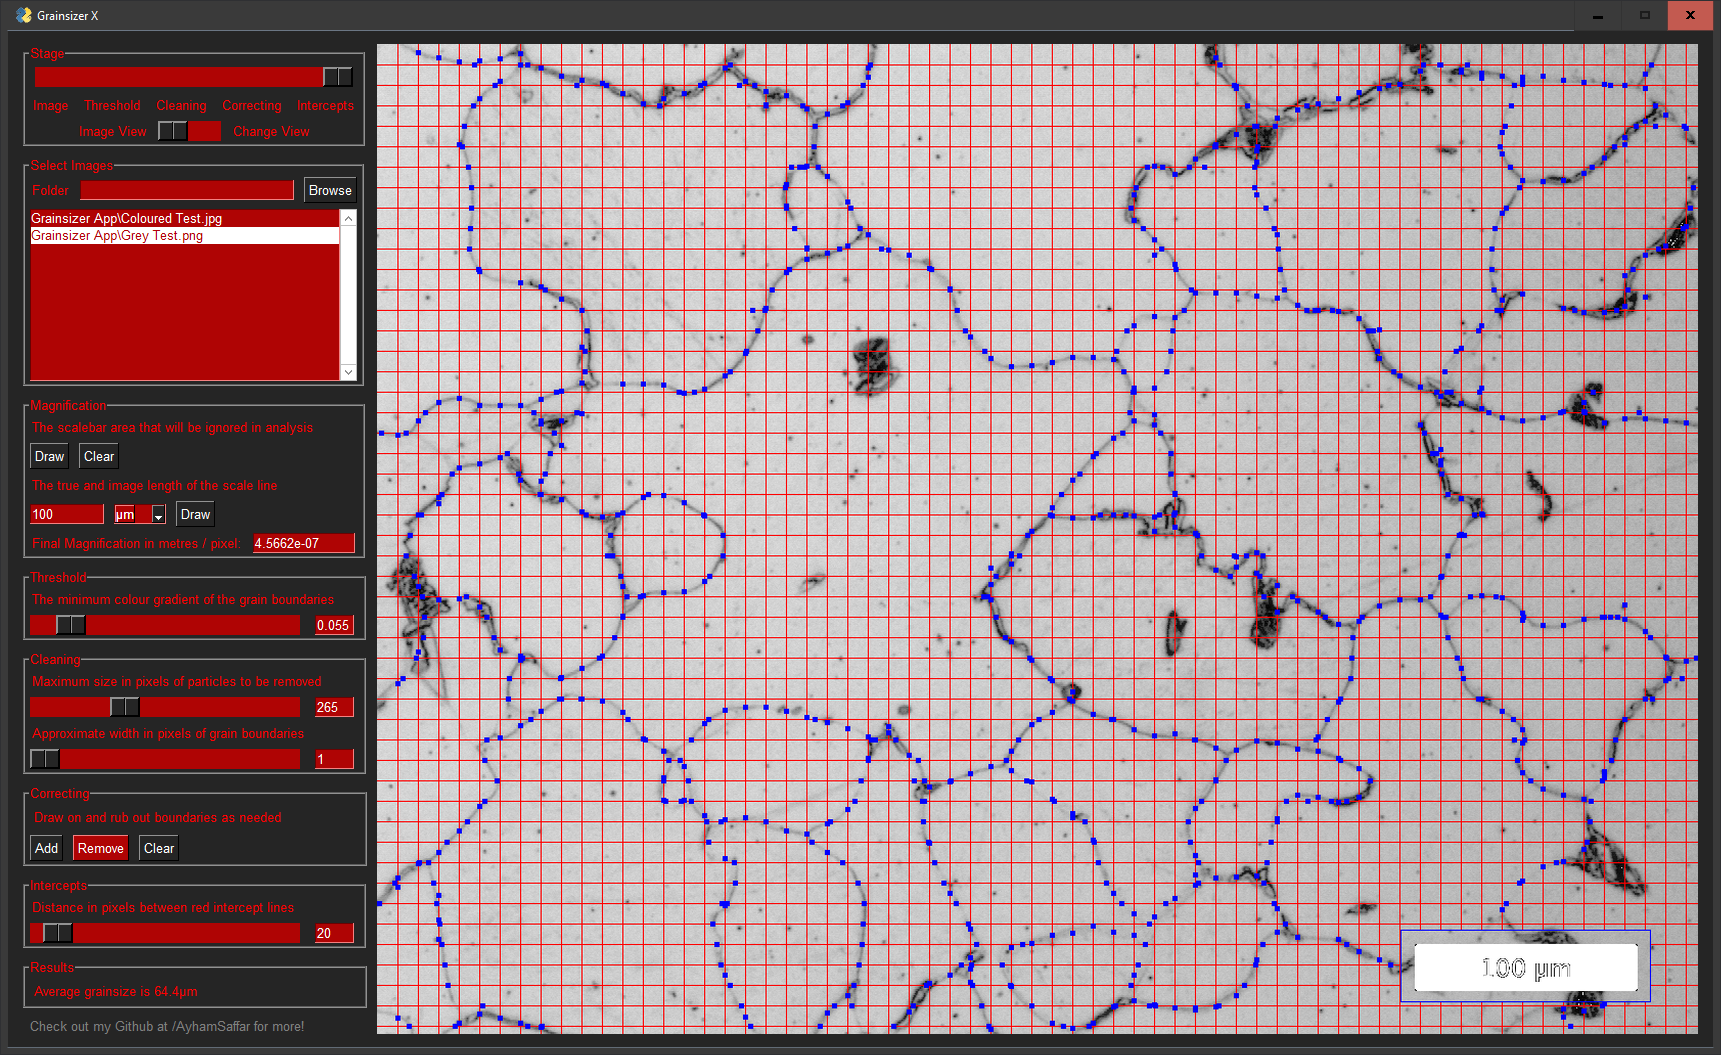 Grainsizer X
Stage
Image Threshold Cleaning Correcting Intercepts
Image View Change View
Select Images
Folder Browse
Grainsizer App\Coloured Test.jpg
Grainsizer App\Grey Test.png
Magnification
The scalebar area that will be ignored in analysis
Draw Clear
The true and image length of the scale line
100 µm Draw
Final Magnification in metres / pixel: 4.5662e-07
Threshold
The minimum colour gradient of the grain boundaries
0.055
Cleaning
Maximum size in pixels of particles to be removed
265
Approximate width in pixels of grain boundaries
1
Correcting
Draw on and rub out boundaries as needed
Add Remove Clear
Intercepts
Distance in pixels between red intercept lines
20
Results
Average grainsize is 64.4µm
Check out my Github at /AyhamSaffar for more!
100 µm